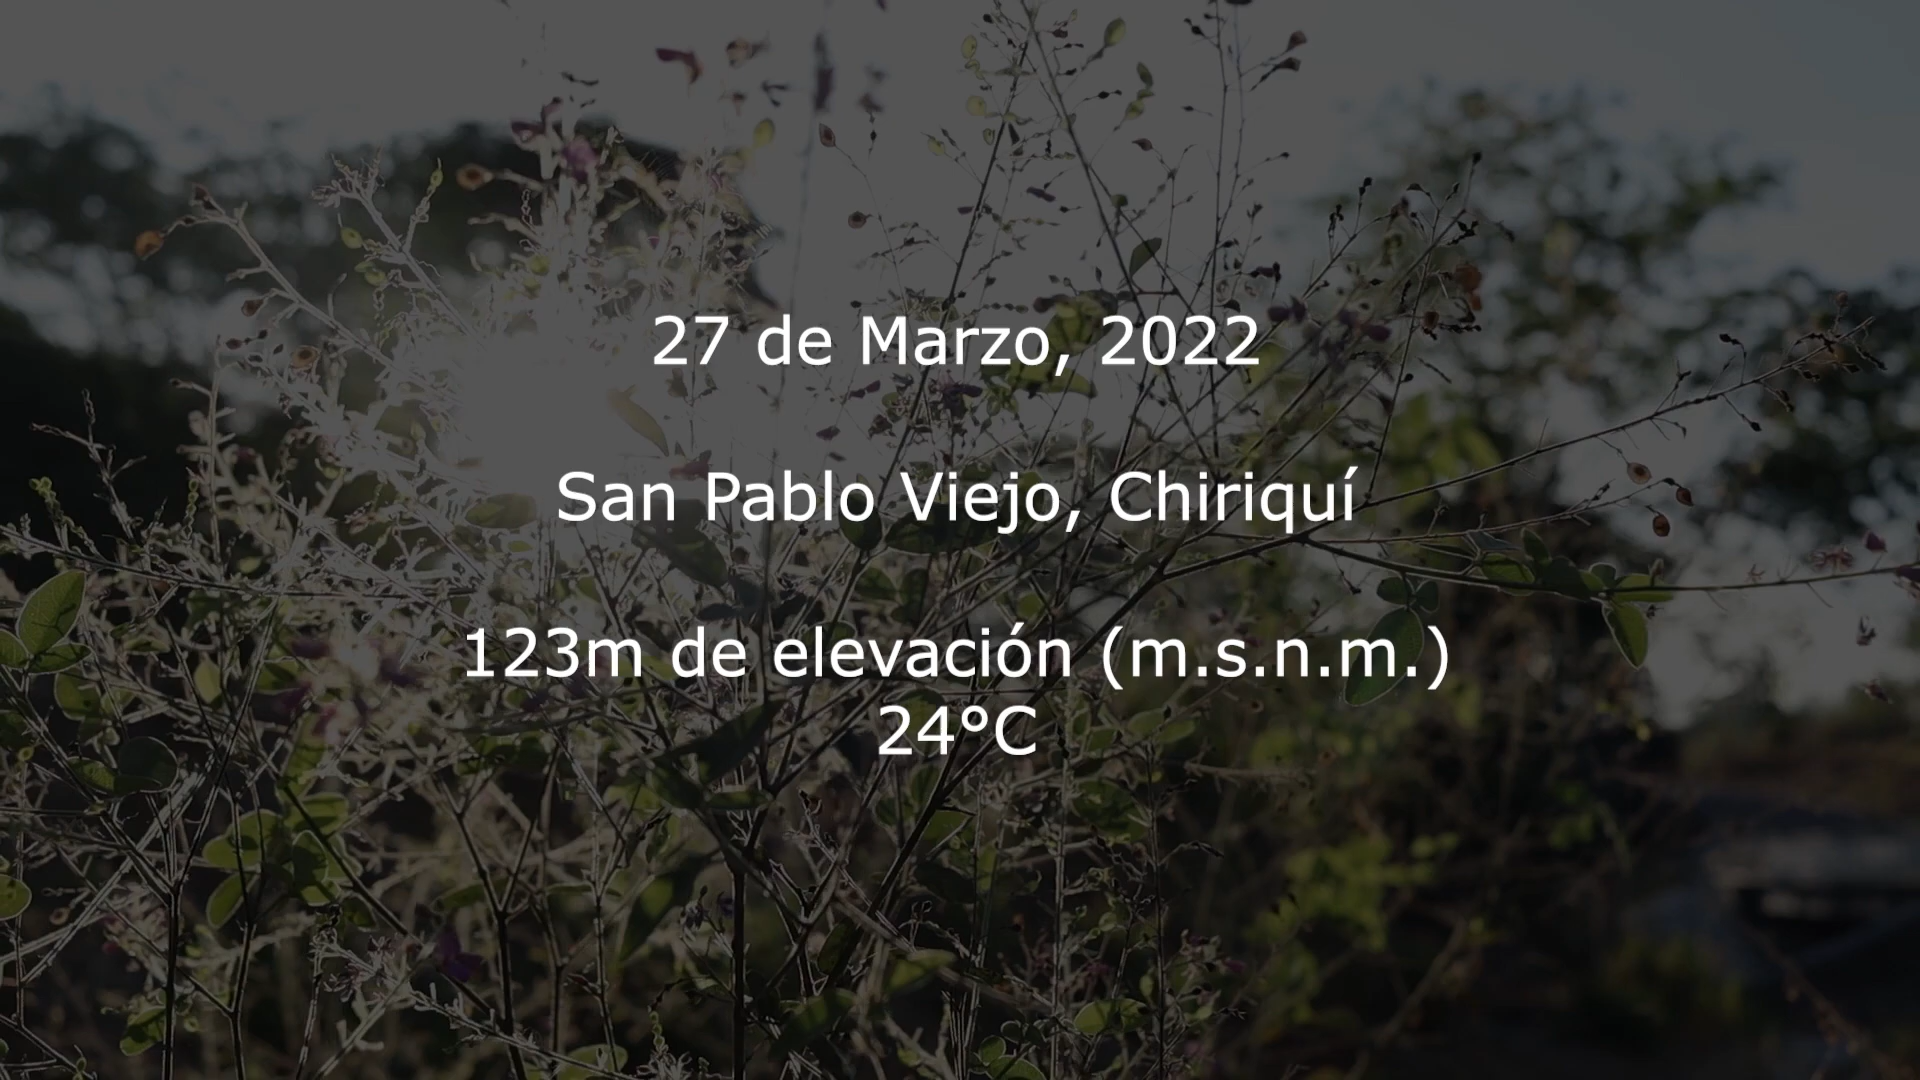 27 de Marzo, 2022
San Pablo Viejo, Chiriquí
123m de elevación (m.s.n.m.)
24°C